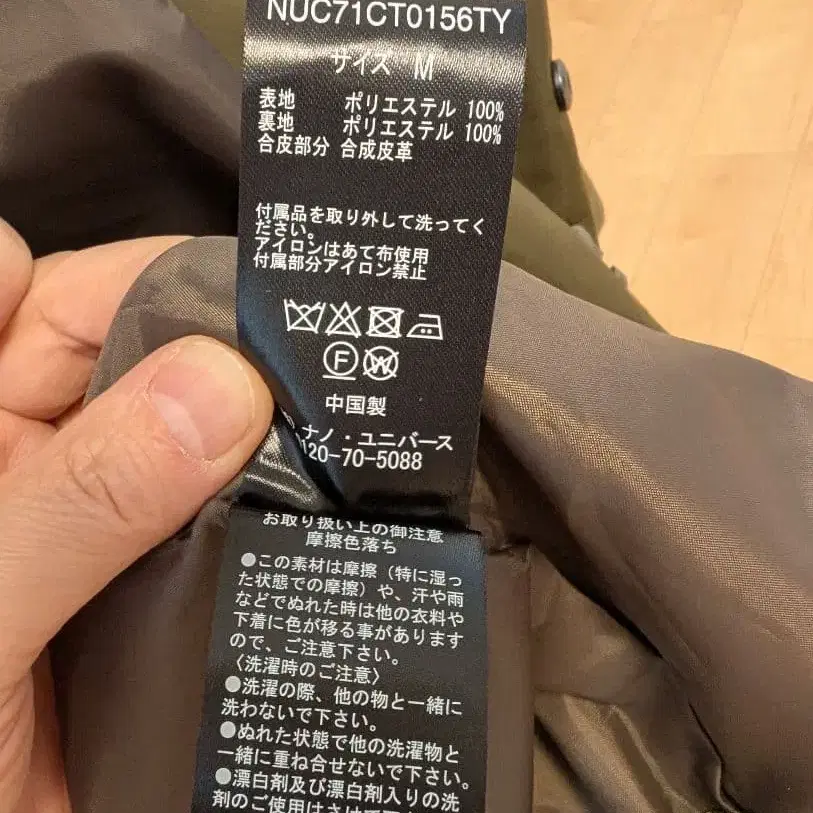 NUC71CT0156TY
サイズ M
表地 ポリエステル 100%
裏地 ポリエステル 100%
合皮部分 合成皮革
付属品を取り外して洗ってく
ださい。
アイロンはあて布使用
付属部分アイロン禁止
F W
中国製
ナノ・ユニバース
0120-70-5088
お取り扱い上の御注意
摩擦色落ち
●この素材は摩擦（特に湿っ
た状態での摩擦）や、汗や雨
などでぬれた時は他の衣料や
下着に色が移る事があります
ので、ご注意下さい。
〈洗濯時のご注意〉
●洗濯の際、他の物と一緒に
洗わないで下さい。
●ぬれた状態で他の洗濯物と
一緒に重ね合せないで下さい。
●漂白剤及び漂白剤入りの洗
剤のご使用はさけて下